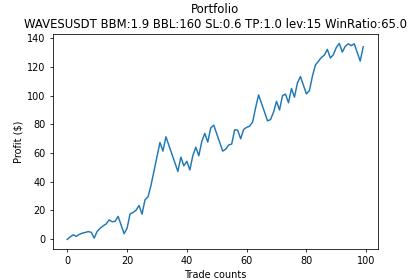 Portfolio
WAVESUSDT BBM:1.9 BBL:160 SL:0.6 TP:1.0 lev:15 WinRatio:65.0
140
120
100
80
60
40
20
0
Profit ($)
0 20 40 60 80 100
Trade counts